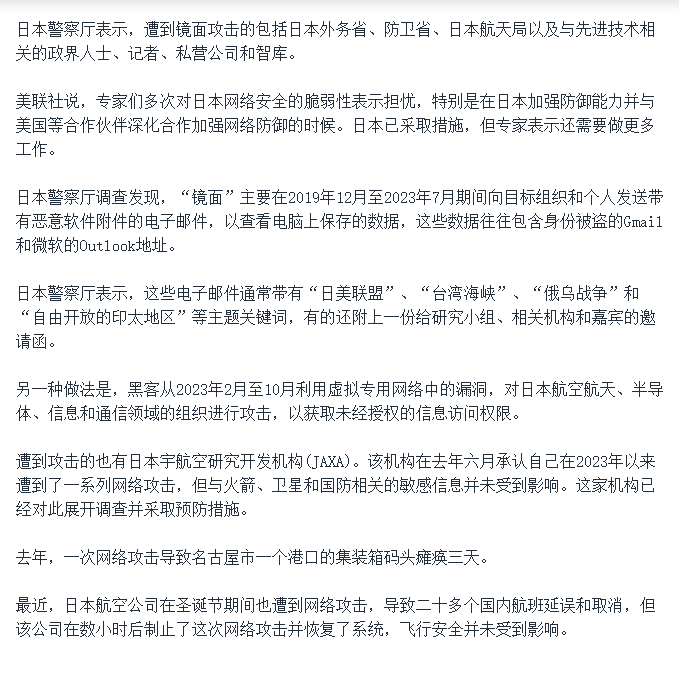 日本警察厅表示，遭到镜面攻击的包括日本外务省、防卫省、日本航天局以及与先进技术相
关的政界人士、记者、私营公司和智库。
美联社说，专家们多次对日本网络安全的脆弱性表示担忧，特别是在日本加强防御能力并与
美国等合作伙伴深化合作加强网络防御的时候。日本已采取措施，但专家表示还需要做更多
工作。
日本警察厅调查发现，“镜面”主要在2019年12月至2023年7月期间向目标组织和个人发送带
有恶意软件附件的电子邮件，以查看电脑上保存的数据，这些数据往往包含身份被盗的Gmail
和微软的Outlook地址。
日本警察厅表示，这些电子邮件通常带有“日美联盟”、“台湾海峡”、“俄乌战争”和
“自由开放的印太地区”等主题关键词，有的还附上一份给研究小组、相关机构和嘉宾的邀
请函。
另一种做法是，黑客从2023年2月至10月利用虚拟专用网络中的漏洞，对日本航空航天、半导
体、信息和通信领域的组织进行攻击，以获取未经授权的信息访问权限。
遭到攻击的也有日本宇航空研究开发机构(JAXA)。该机构在去年六月承认自己在2023年以来
遭到了一系列网络攻击，但与火箭、卫星和国防相关的敏感信息并未受到影响。这家机构已
经对此展开调查并采取预防措施。
去年，一次网络攻击导致名古屋市一个港口的集装箱码头瘫痪三天。
最近，日本航空公司在圣诞节期间也遭到网络攻击，导致二十多个国内航班延误和取消，但
该公司在数小时后制止了这次网络攻击并恢复了系统，飞行安全并未受到影响。